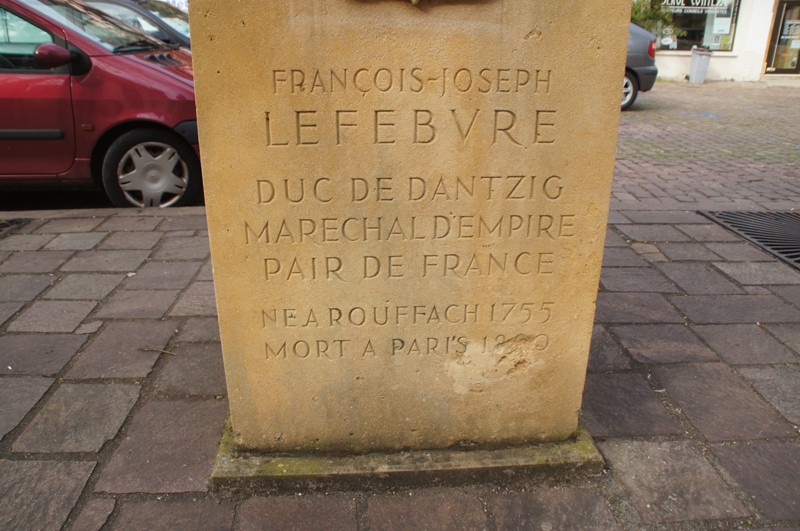 FRANÇOIS-JOSEPH
LEFEBVRE
DUC DE DANTZIG
MARECHAL D'EMPIRE
PAIR DE FRANCE
NE A ROUFFACH 1755
MORT A PARIS